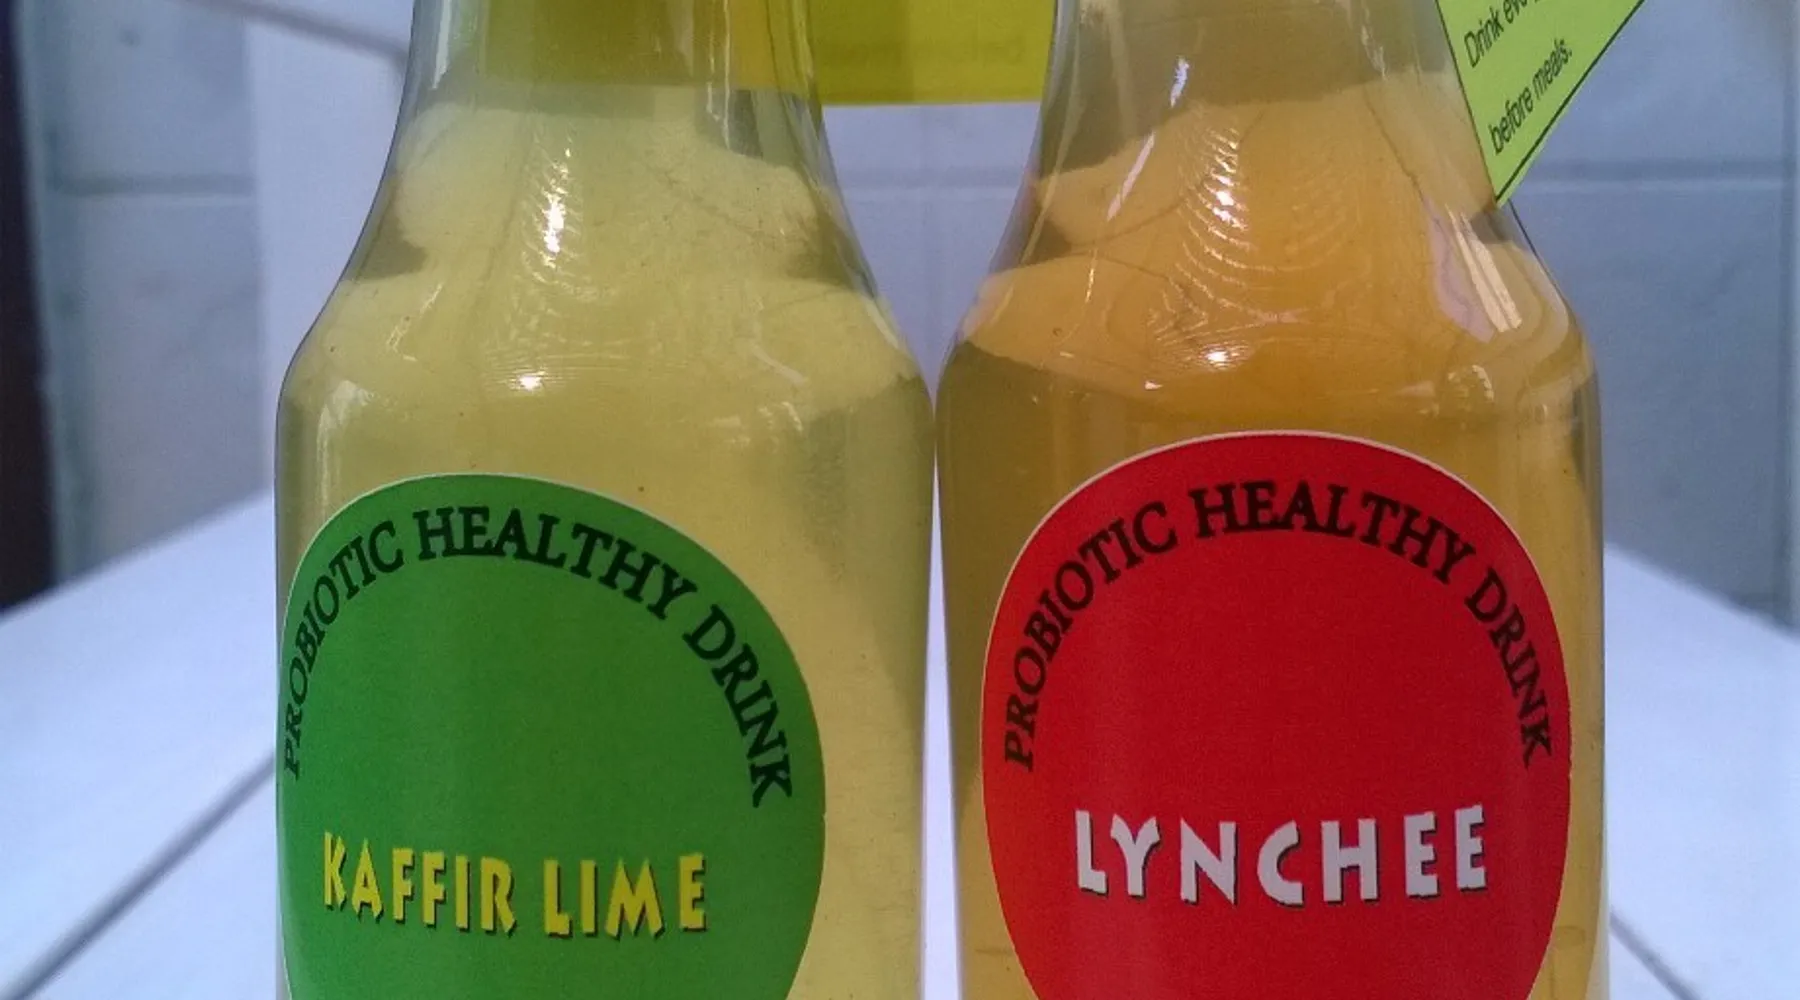 Drink
before meals.
PROBIOTIC HEALTHY DRINK
KAFFIR LIME
PROBIOTIC HEALTHY DRINK
LYNCHEE